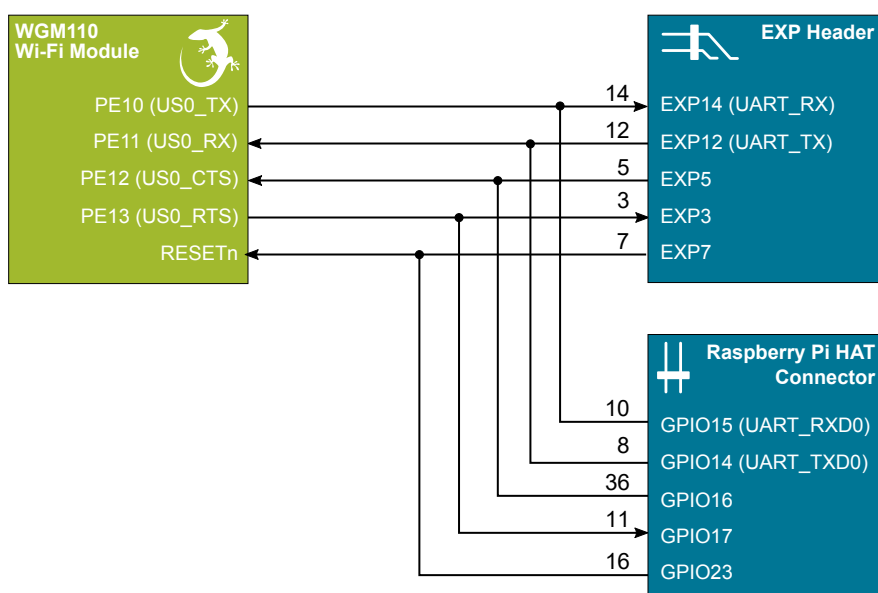 WGM110
Wi-Fi Module
PE10 (US0_TX)
PE11 (US0_RX)
PE12 (US0_CTS)
PE13 (US0_RTS)
RESETn
14
12
5
3
7
EXP Header
EXP14 (UART_RX)
EXP12 (UART_TX)
EXP5
EXP3
EXP7
Raspberry Pi HAT
Connector
10
8
36
11
16
GPIO15 (UART_RXD0)
GPIO14 (UART_TXD0)
GPIO16
GPIO17
GPIO23